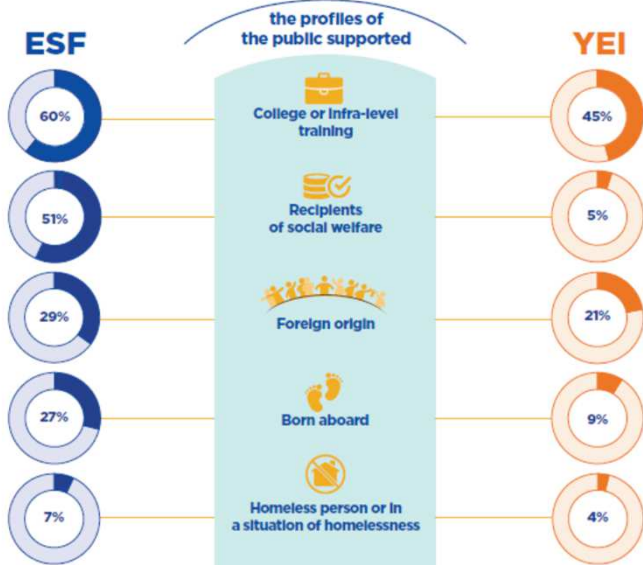 the profiles of
the public supported
ESF
YEI
60%
College or infra-level
training
45%
51%
Recipients
of social welfare
5%
29%
Foreign origin
21%
27%
Born aboard
9%
7%
Homeless person or in
a situation of homelessness
4%